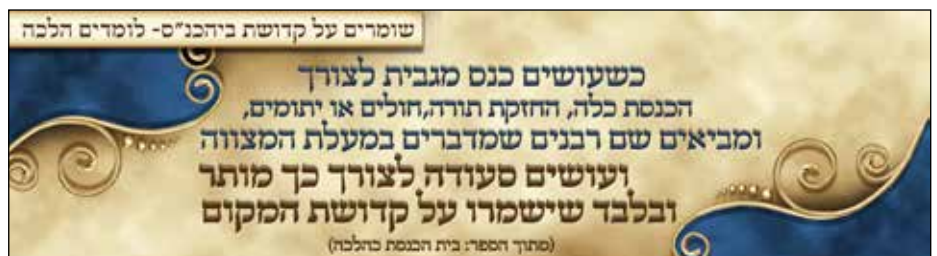 שומרים על קדושת ביהכנ"ס- לומדים הלכה
כשעושים כנס מגבית לצורך
הכנסת כלה, החזקת תורה,חולים או יתומים,
ומביאים שם רבנים שמדברים במעלת המצווה
ועושים סעודה לצורך כך מותר
ובלבד שישמרו על קדושת המקום
(מתוך הספר: בית הכנסת כהלכה)